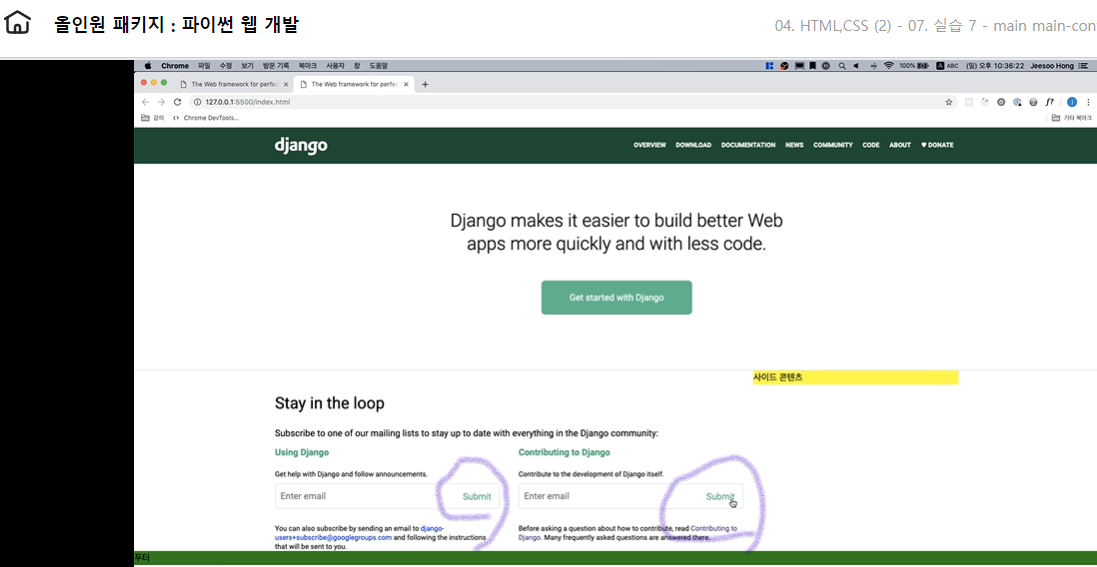 올인원 패키지 : 파이썬 웹 개발
04. HTML,CSS (2) - 07. 실습 7 - main main-con
Chrome 파일 수정 보기 방문 기록 북마크 사용자 창 도움말 100% ABC (일) 오후 10:36:22 Jeesoo Hong
The Web framework for perfec × The Web framework for perfec × +
127.0.0.1:5500/index.html
강의 Chrome DevTools... 기타 북마크
django OVERVIEW DOWNLOAD DOCUMENTATION NEWS COMMUNITY CODE ABOUT ♥ DONATE
Django makes it easier to build better Web
apps more quickly and with less code.
Get started with Django
사이드 콘텐츠
Stay in the loop
Subscribe to one of our mailing lists to stay up to date with everything in the Django community:
Using Django Contributing to Django
Get help with Django and follow announcements. Contribute to the development of Django itself.
Enter email Submit Enter email Submit
You can also subscribe by sending an email to django- Before asking a question about how to contribute, read Contributing to
users+subscribe@googlegroups.com and following the instructions Django. Many frequently asked questions are answered there.
that will be sent to you.
푸터